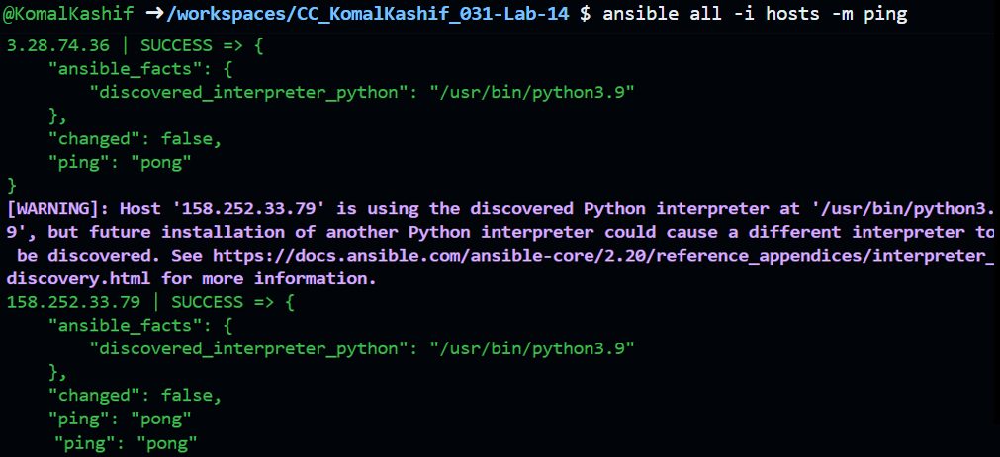 @KomalKashif ➜/workspaces/CC_KomalKashif_031-Lab-14 $ ansible all -i hosts -m ping
3.28.74.36 | SUCCESS => {
    "ansible_facts": {
        "discovered_interpreter_python": "/usr/bin/python3.9"
    },
    "changed": false,
    "ping": "pong"
}
[WARNING]: Host '158.252.33.79' is using the discovered Python interpreter at '/usr/bin/python3.
9', but future installation of another Python interpreter could cause a different interpreter to
 be discovered. See https://docs.ansible.com/ansible-core/2.20/reference_appendices/interpreter_
discovery.html for more information.
158.252.33.79 | SUCCESS => {
    "ansible_facts": {
        "discovered_interpreter_python": "/usr/bin/python3.9"
    },
    "changed": false,
    "ping": "pong"
    "ping": "pong"